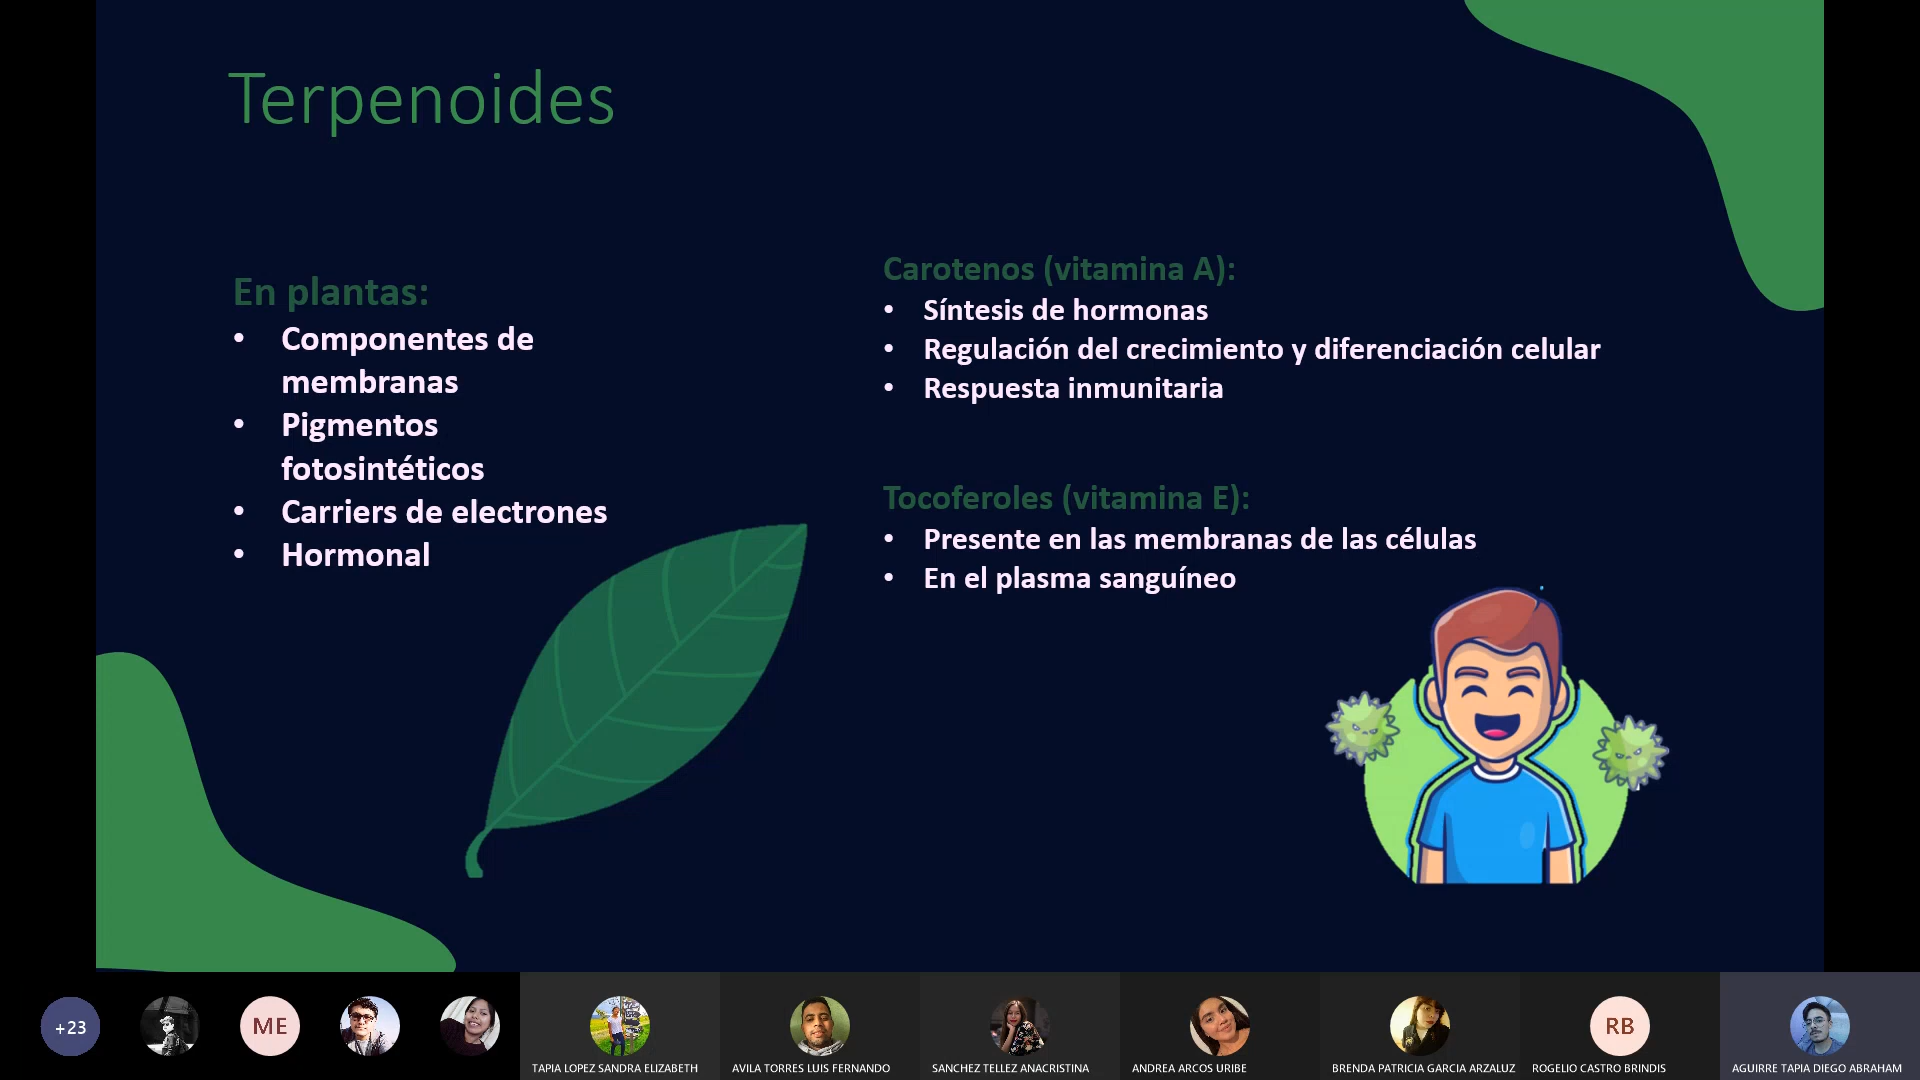 Terpenoides
En plantas:
• Componentes de
membranas
• Pigmentos
fotosintéticos
• Carriers de electrones
• Hormonal
Carotenos (vitamina A):
• Síntesis de hormonas
• Regulación del crecimiento y diferenciación celular
• Respuesta inmunitaria
Tocoferoles (vitamina E):
• Presente en las membranas de las células
• En el plasma sanguíneo
+23
ME
RB
TAPIA LOPEZ SANDRA ELIZABETH
AVILA TORRES LUIS FERNANDO
SANCHEZ TELLEZ ANACRISTINA
ANDREA ARCOS URIBE
BRENDA PATRICIA GARCIA ARZALUZ
ROGELIO CASTRO BRINDIS
AGUIRRE TAPIA DIEGO ABRAHAM